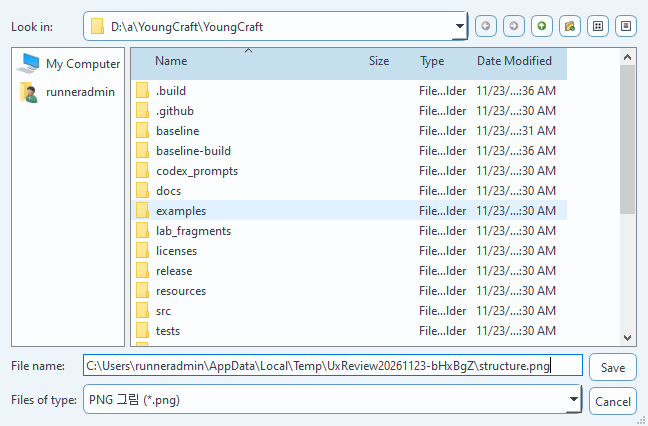 Look in: D:\a\YoungCraft\YoungCraft
My Computer
runneradmin
Name Size Type Date Modified
.build File...lder 11/23/...:36 AM
.github File...lder 11/23/...:30 AM
baseline File...lder 11/23/...:31 AM
baseline-build File...lder 11/23/...:36 AM
codex_prompts File...lder 11/23/...:30 AM
docs File...lder 11/23/...:30 AM
examples File...lder 11/23/...:30 AM
lab_fragments File...lder 11/23/...:30 AM
licenses File...lder 11/23/...:30 AM
release File...lder 11/23/...:30 AM
resources File...lder 11/23/...:30 AM
src File...lder 11/23/...:30 AM
tests File...lder 11/23/...:30 AM
File name: C:\Users\runneradmin\AppData\Local\Temp\UxReview20261123-bHxBgZ\structure.png Save
Files of type: PNG 그림 (*.png) Cancel